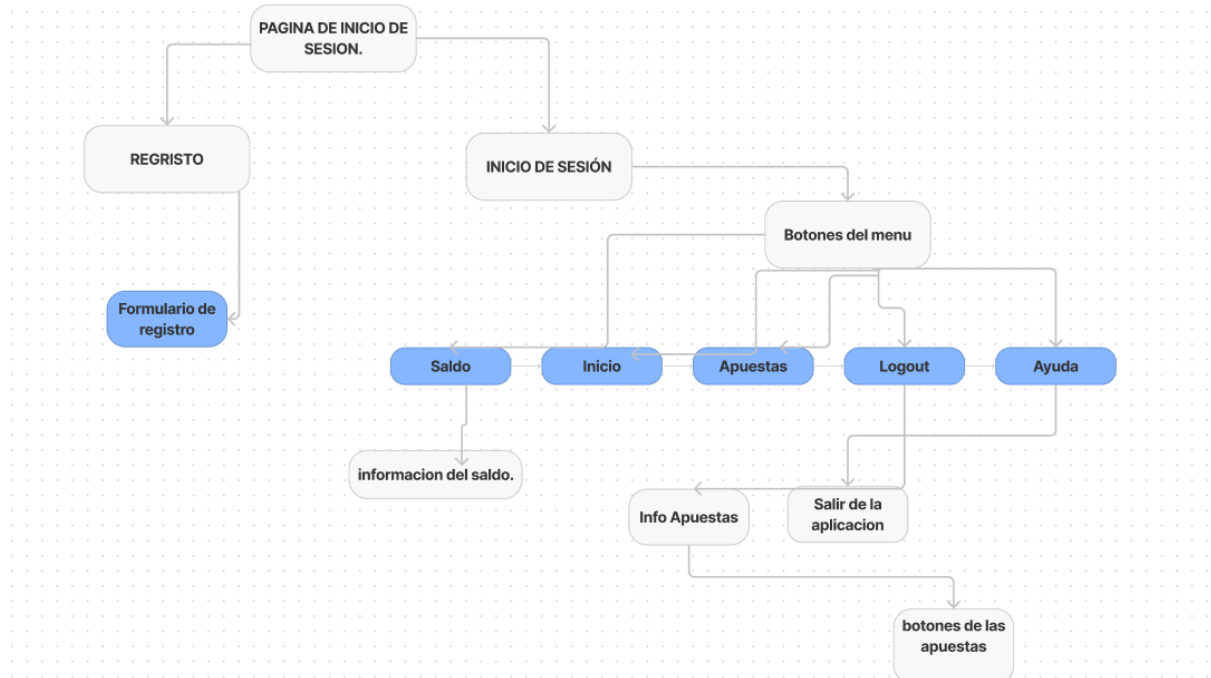 PAGINA DE INICIO DE
SESION.
REGRISTO
INICIO DE SESIÓN
Botones del menu
Formulario de
registro
Saldo
Inicio
Apuestas
Logout
Ayuda
informacion del saldo.
Info Apuestas
Salir de la
aplicacion
botones de las
apuestas